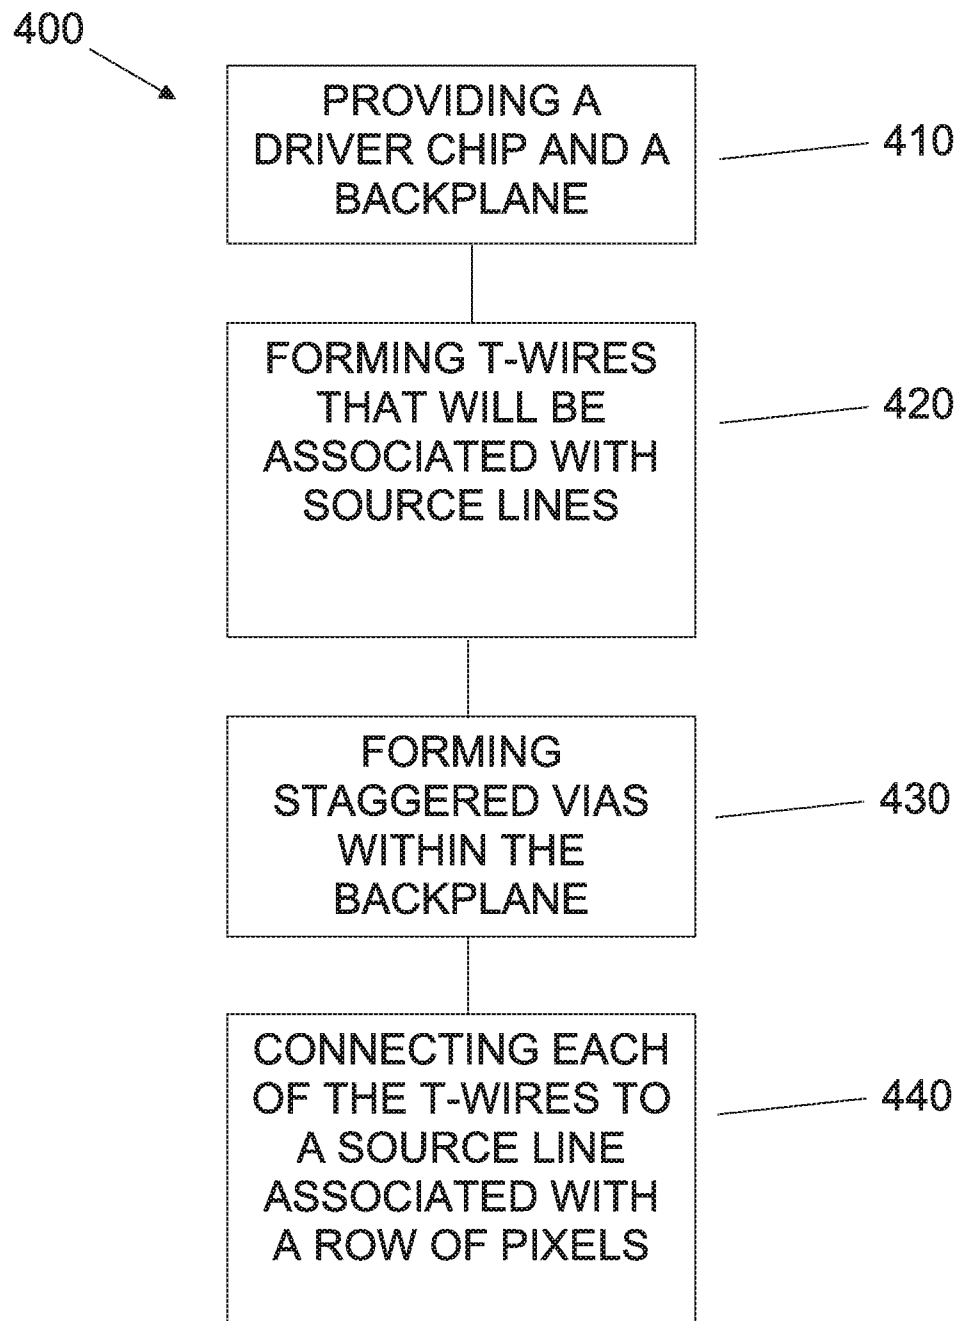 400
PROVIDING A
DRIVER CHIP AND A
BACKPLANE
410
FORMING T-WIRES
THAT WILL BE
ASSOCIATED WITH
SOURCE LINES
420
FORMING
STAGGERED VIAS
WITHIN THE
BACKPLANE
430
CONNECTING EACH
OF THE T-WIRES TO
A SOURCE LINE
ASSOCIATED WITH
A ROW OF PIXELS
440